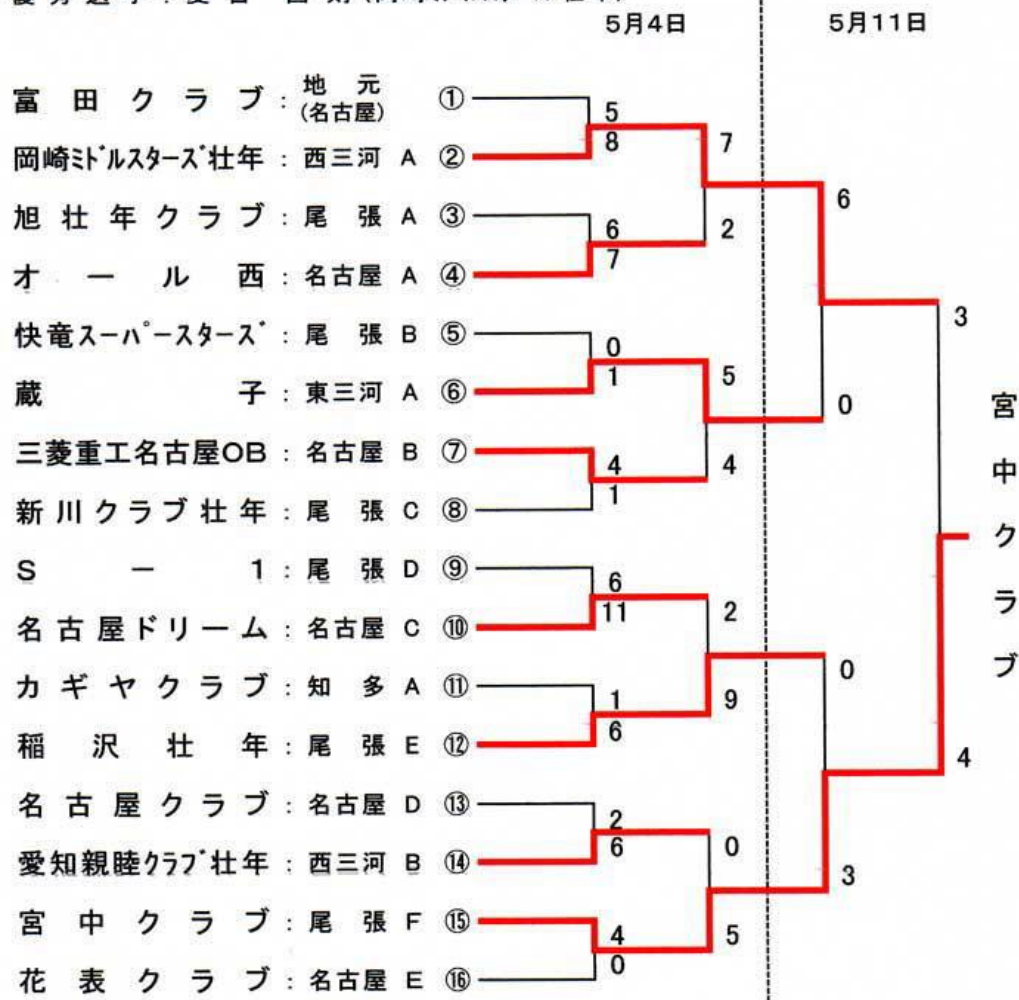 5月4日 5月11日
富田クラブ：地元(名古屋) ①
岡崎ﾐﾄﾞﾙｽﾀｰｽﾞ壮年：西三河 A ②
旭壮年クラブ：尾張 A ③
オール西：名古屋 A ④
快竜ｽｰﾊﾟｰｽﾀｰｽﾞ：尾張 B ⑤
蔵子：東三河 A ⑥
三菱重工名古屋OB：名古屋 B ⑦
新川クラブ壮年：尾張 C ⑧
S－1：尾張 D ⑨
名古屋ドリーム：名古屋 C ⑩
カギヤクラブ：知多 A ⑪
稲沢壮年：尾張 E ⑫
名古屋クラブ：名古屋 D ⑬
愛知親睦ｸﾗﾌﾞ壮年：西三河 B ⑭
宮中クラブ：尾張 F ⑮
花表クラブ：名古屋 E ⑯
5
8
6
7
0
1
4
1
6
11
1
6
2
6
4
0
7
2
5
4
2
9
0
5
6
0
0
3
3
4
宮中クラブ